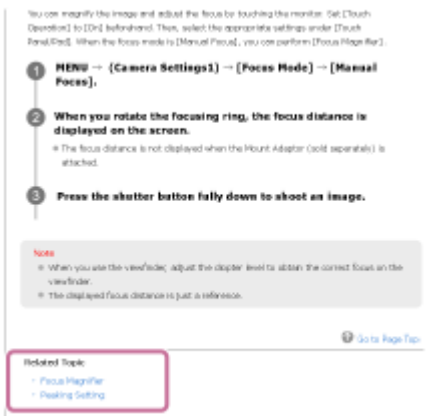 You can magnify the image and adjust the focus by touching the monitor. Set [Touch
Operation] to [On] beforehand. Then, select the appropriate settings under [Touch
Panel/Pad]. When the focus mode is [Manual Focus], you can perform [Focus Magnifier].
1 MENU → (Camera Settings1) → [Focus Mode] → [Manual
Focus].
2 When you rotate the focusing ring, the focus distance is
displayed on the screen.
The focus distance is not displayed when the Mount Adaptor (sold separately) is
attached.
3 Press the shutter button fully down to shoot an image.
Note
When you use the viewfinder, adjust the diopter level to obtain the correct focus on the
viewfinder.
The displayed focus distance is just a reference.
Go to Page Top
Related Topic
Focus Magnifier
Peaking Setting